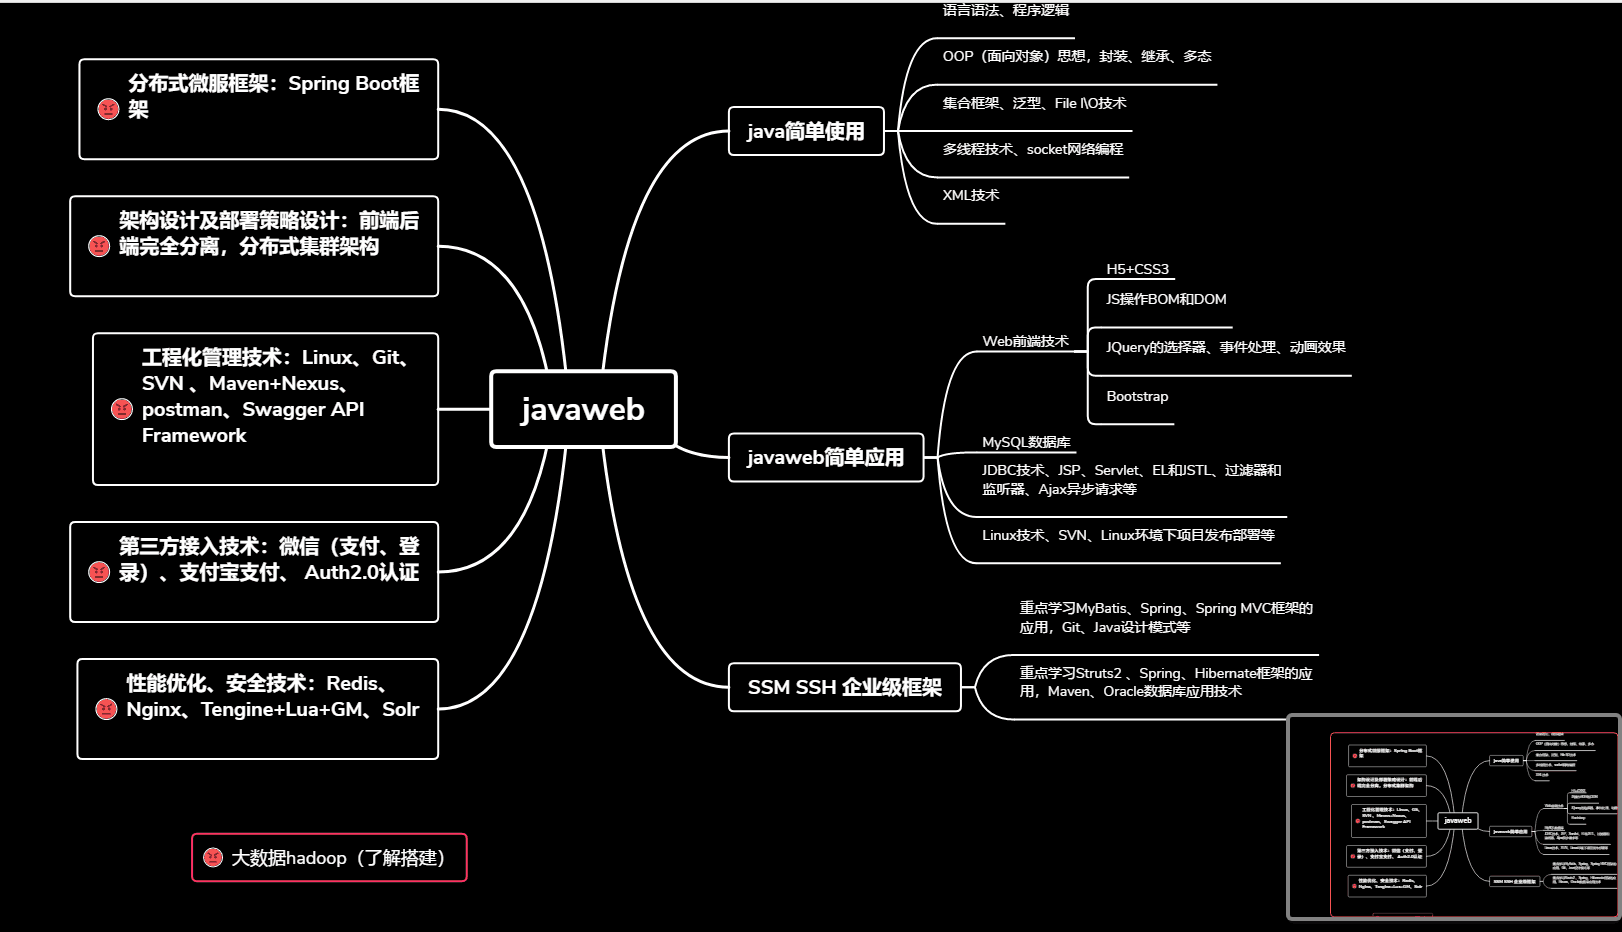 分布式微服框架：Spring Boot框
架
架构设计及部署策略设计：前端后
端完全分离，分布式集群架构
工程化管理技术：Linux、Git、
SVN 、Maven+Nexus、
postman、Swagger API
Framework
第三方接入技术：微信（支付、登
录）、支付宝支付、 Auth2.0认证
性能优化、安全技术：Redis、
Nginx、Tengine+Lua+GM、Solr
大数据hadoop（了解搭建）
javaweb
java简单使用
语言语法、程序逻辑
OOP（面向对象）思想，封装、继承、多态
集合框架、泛型、File I\O技术
多线程技术、socket网络编程
XML技术
javaweb简单应用
Web前端技术
H5+CSS3
JS操作BOM和DOM
JQuery的选择器、事件处理、动画效果
Bootstrap
MySQL数据库
JDBC技术、JSP、Servlet、EL和JSTL、过滤器和
监听器、Ajax异步请求等
Linux技术、SVN、Linux环境下项目发布部署等
SSM SSH 企业级框架
重点学习MyBatis、Spring、Spring MVC框架的
应用，Git、Java设计模式等
重点学习Struts2 、Spring、Hibernate框架的应
用，Maven、Oracle数据库应用技术